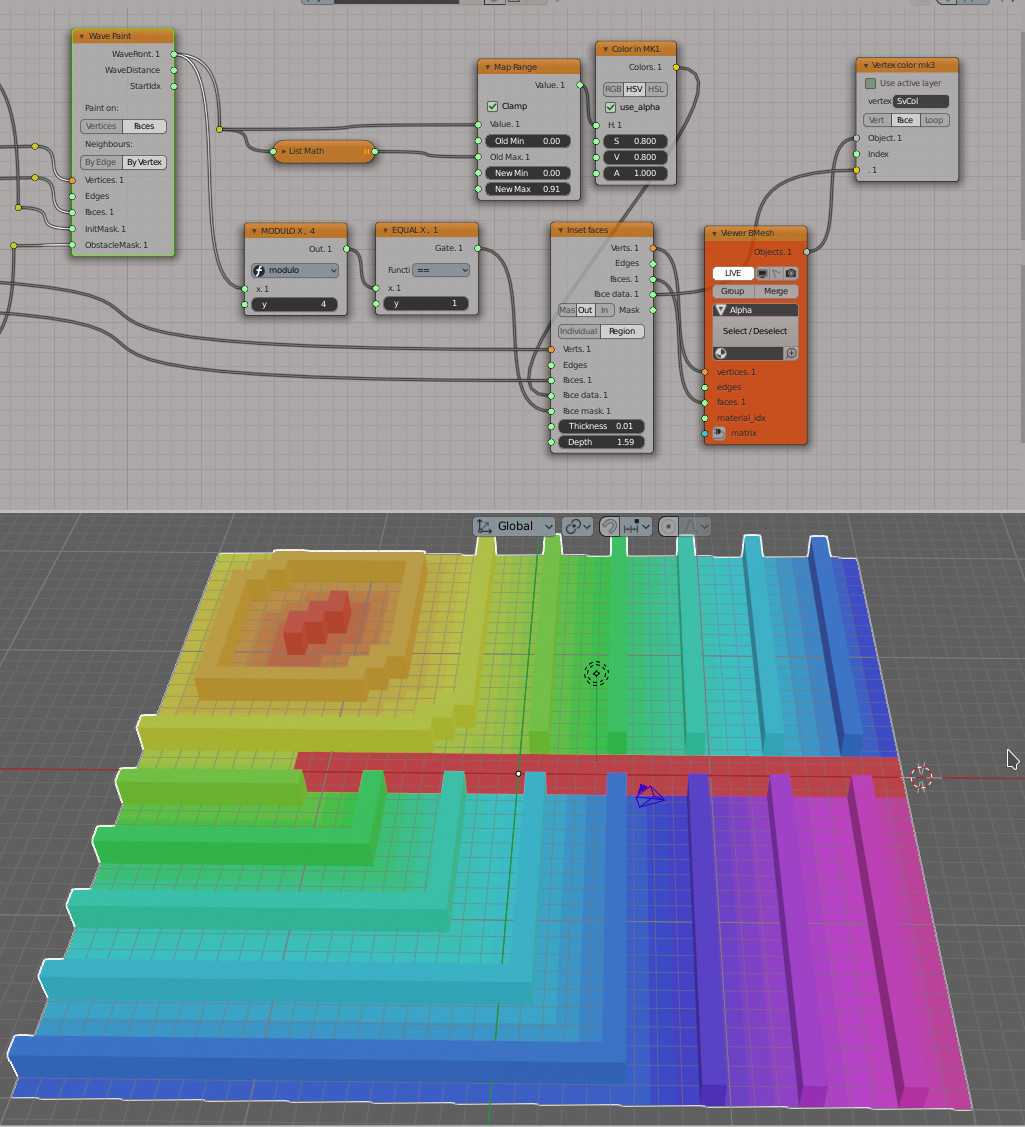 Wave Paint
WaveFront. 1
WaveDistance
StartIdx
Paint on:
Vertices Faces
Neighbours:
By Edge By Vertex
Vertices. 1
Edges
Faces. 1
InitMask. 1
ObstacleMask. 1
List Math
MODULO X , 4
Out. 1
modulo
x. 1
y 4
EQUAL X , 1
Gate. 1
Functi ==
x. 1
y 1
Map Range
Value. 1
Clamp
Value. 1
Old Min 0.00
Old Max. 1
New Min 0.00
New Max 0.91
Color in MK1
Colors. 1
RGB HSV HSL
use_alpha
H. 1
S 0.800
V 0.800
A 1.000
Inset faces
Verts. 1
Edges
Faces. 1
Face data. 1
Mask
Mas Out In
Individual Region
Verts. 1
Edges
Faces. 1
Face data. 1
Face mask. 1
Thickness 0.01
Depth 1.59
Viewer BMesh
Objects. 1
LIVE
Group Merge
Alpha
Select / Deselect
vertices. 1
edges
faces. 1
material_idx
matrix
Vertex color mk3
Use active layer
vertex SvCol
Vert Face Loop
Object. 1
Index
. 1
Global